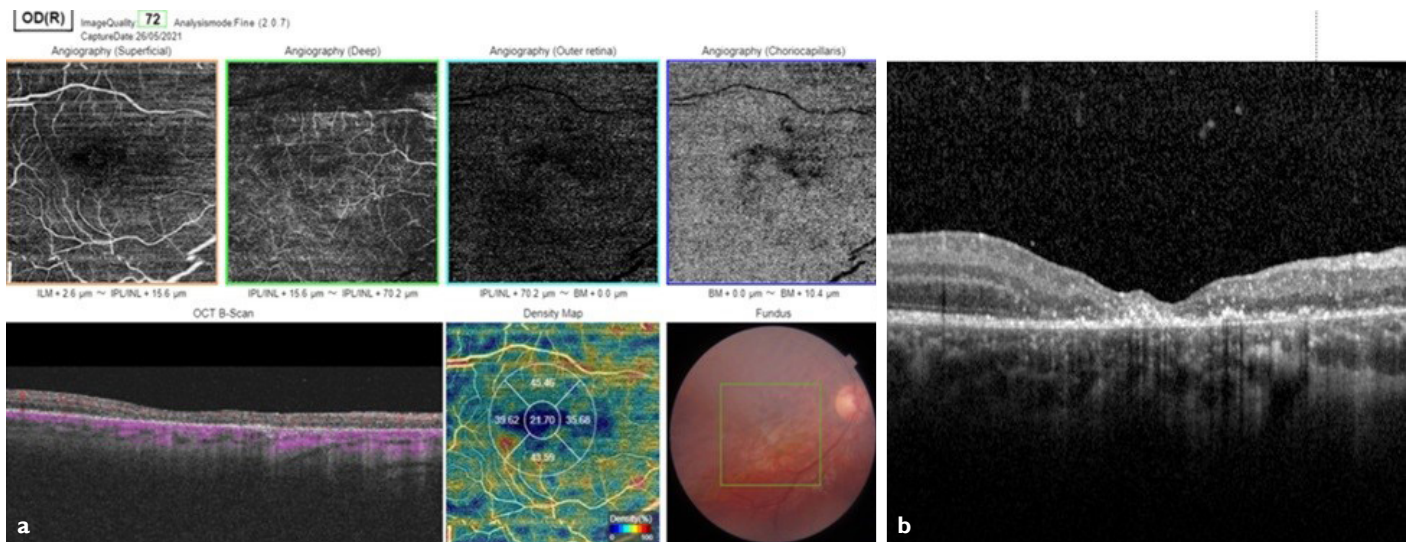 OD(R) ImageQuality: 72 Analysismode:Fine (2.0.7)
CaptureDate:26/05/2021
Angiography (Superficial) Angiography (Deep) Angiography (Outer retina) Angiography (Choriocapillaris)
ILM + 2.6 µm ~ IPL/INL + 15.6 µm IPL/INL + 15.6 µm ~ IPL/INL + 70.2 µm IPL/INL + 70.2 µm ~ BM + 0.0 µm BM + 0.0 µm ~ BM + 10.4 µm
OCT B-Scan Density Map Fundus
45.46
39.62 21.70 35.68
43.59
Density(%)
0 100
a b